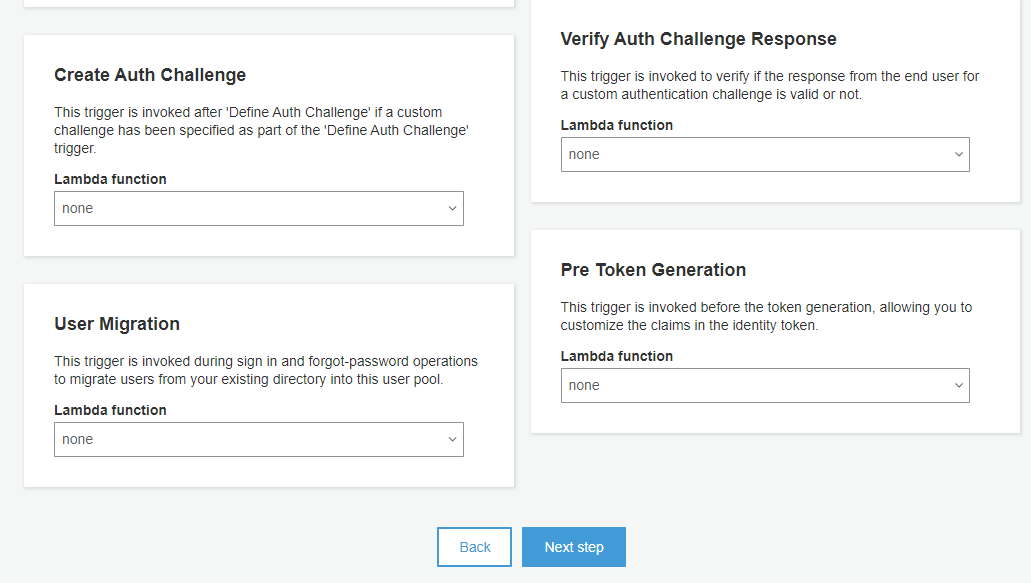 Create Auth Challenge
This trigger is invoked after 'Define Auth Challenge' if a custom
challenge has been specified as part of the 'Define Auth Challenge'
trigger.
Lambda function
none
User Migration
This trigger is invoked during sign in and forgot-password operations
to migrate users from your existing directory into this user pool.
Lambda function
none
Verify Auth Challenge Response
This trigger is invoked to verify if the response from the end user for
a custom authentication challenge is valid or not.
Lambda function
none
Pre Token Generation
This trigger is invoked before the token generation, allowing you to
customize the claims in the identity token.
Lambda function
none
Back
Next step